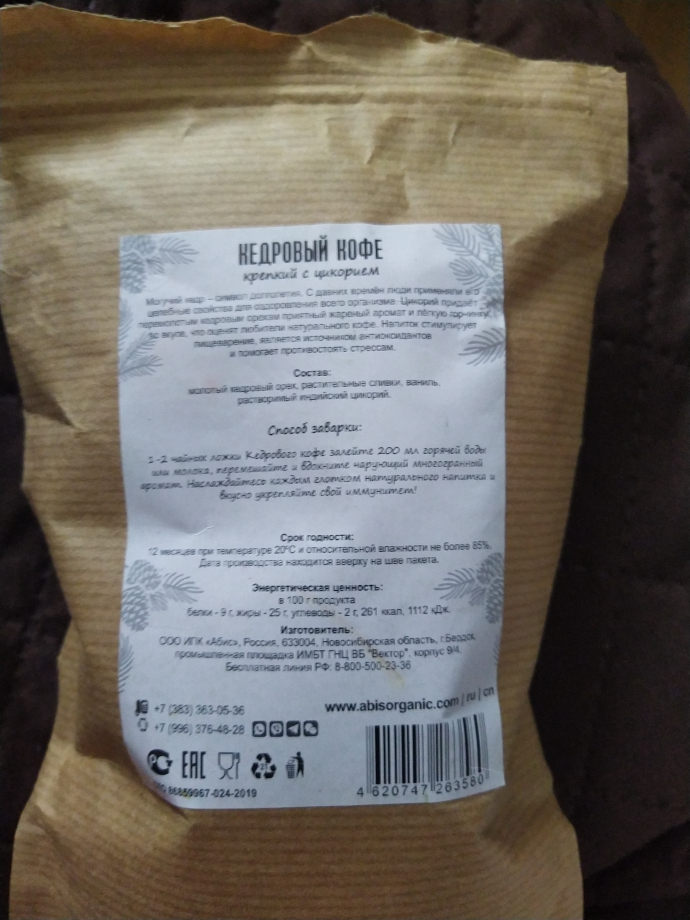 КЕДРОВЫЙ КОФЕ
крепкий с цикорием
Могучий кедр – символ долголетия. С давних времён люди применяли его
целебные свойства для оздоровления всего организма. Цикорий придаёт
перемолотым кедровым орехам приятный жареный аромат и лёгкую горчинку
во вкусе, что оценят любители натурального кофе. Напиток стимулирует
пищеварение, является источником антиоксидантов
и помогает противостоять стрессам.
Состав:
молотый кедровый орех, растительные сливки, ваниль,
растворимый индийский цикорий.
Способ заварки:
1-2 чайных ложки Кедрового кофе залейте 200 мл горячей воды
или молока, перемешайте и вдохните чарующий многогранный
аромат. Наслаждайтесь каждым глотком натурального напитка и
вкусно укрепляйте свой иммунитет!
Срок годности:
12 месяцев при температуре 20°С и относительной влажности не более 85%.
Дата производства находится вверху на шве пакета.
Энергетическая ценность:
в 100 г продукта
белки - 9 г, жиры - 25 г, углеводы - 2 г, 261 ккал, 1112 кДж.
Изготовитель:
ООО ИПК «Абис», Россия, 633004, Новосибирская область, г.Бердск,
промышленная площадка ИМБТ ГНЦ ВБ "Вектор", корпус 9/4.
Бесплатная линия РФ: 8-800-500-23-36
+7 (383) 363-05-36
+7 (996) 376-48-28
www.abisorganic.com | ru | cn
РСТ ЕАС
86859967-024-2019
4 620747 263580